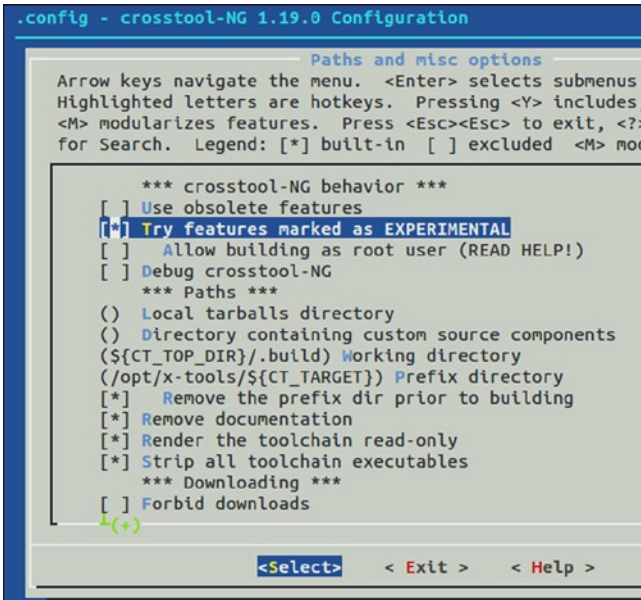 .config - crosstool-NG 1.19.0 Configuration
Paths and misc options
Arrow keys navigate the menu.  <Enter> selects submenus
Highlighted letters are hotkeys.  Pressing <Y> includes
<M> modularizes features.  Press <Esc><Esc> to exit, <?>
for Search.  Legend: [*] built-in  [ ] excluded  <M> mod
*** crosstool-NG behavior ***
[ ] Use obsolete features
[*] Try features marked as EXPERIMENTAL
[ ]   Allow building as root user (READ HELP!)
[ ] Debug crosstool-NG
*** Paths ***
()  Local tarballs directory
()  Directory containing custom source components
(${CT_TOP_DIR}/.build) Working directory
(/opt/x-tools/${CT_TARGET}) Prefix directory
[*]   Remove the prefix dir prior to building
[*] Remove documentation
[*] Render the toolchain read-only
[*] Strip all toolchain executables
*** Downloading ***
[ ] Forbid downloads
┴(+)
<Select>    < Exit >    < Help >